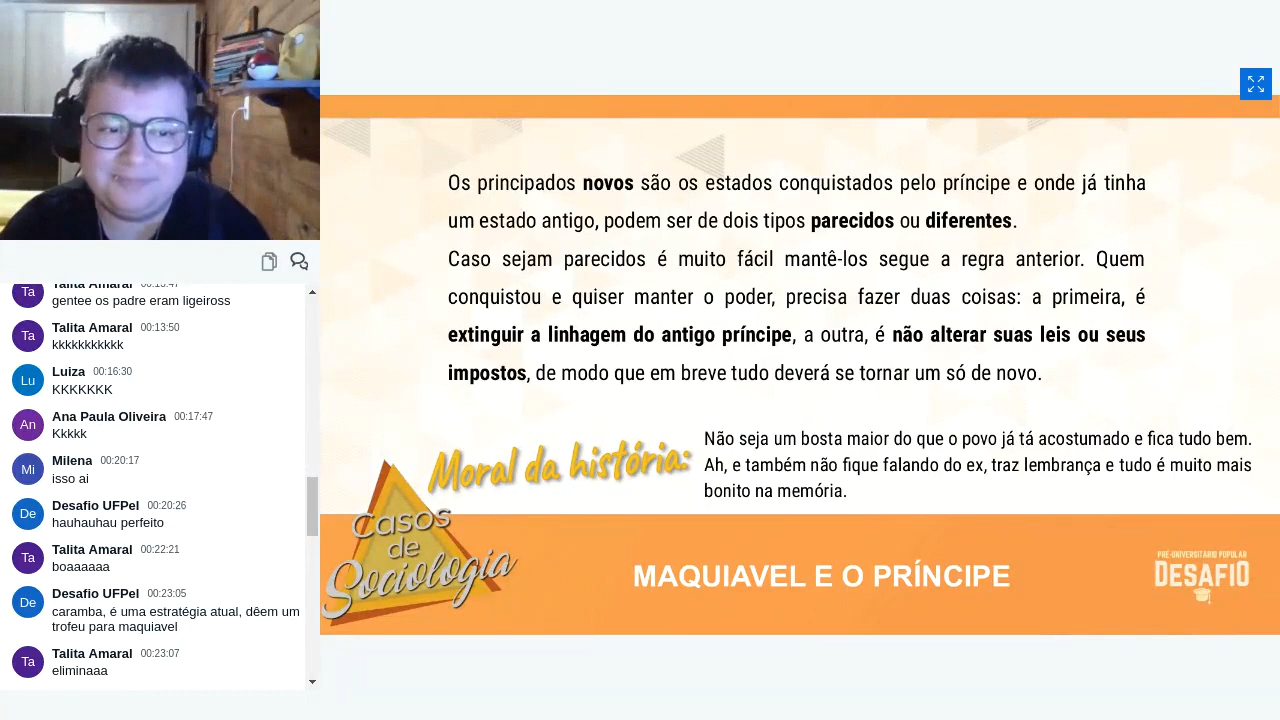 Ta
Talita Amaral 00:13:47
gentee os padre eram ligeiross
Ta
Talita Amaral 00:13:50
kkkkkkkkkkk
Lu
Luiza 00:16:30
KKKKKKK
An
Ana Paula Oliveira 00:17:47
Kkkkk
Mi
Milena 00:20:17
isso ai
De
Desafio UFPel 00:20:26
hauhauhau perfeito
Ta
Talita Amaral 00:22:21
boaaaaaa
De
Desafio UFPel 00:23:05
caramba, é uma estratégia atual, dêem um
trofeu para maquiavel
Ta
Talita Amaral 00:23:07
eliminaaa
Os principados novos são os estados conquistados pelo príncipe e onde já tinha
um estado antigo, podem ser de dois tipos parecidos ou diferentes.
Caso sejam parecidos é muito fácil mantê-los segue a regra anterior. Quem
conquistou e quiser manter o poder, precisa fazer duas coisas: a primeira, é
extinguir a linhagem do antigo príncipe, a outra, é não alterar suas leis ou seus
impostos, de modo que em breve tudo deverá se tornar um só de novo.
Moral da história:
Não seja um bosta maior do que o povo já tá acostumado e fica tudo bem.
Ah, e também não fique falando do ex, traz lembrança e tudo é muito mais
bonito na memória.
Casos
de
Sociologia
MAQUIAVEL E O PRÍNCIPE
PRÉ-UNIVERSITÁRIO POPULAR
DESAFIO